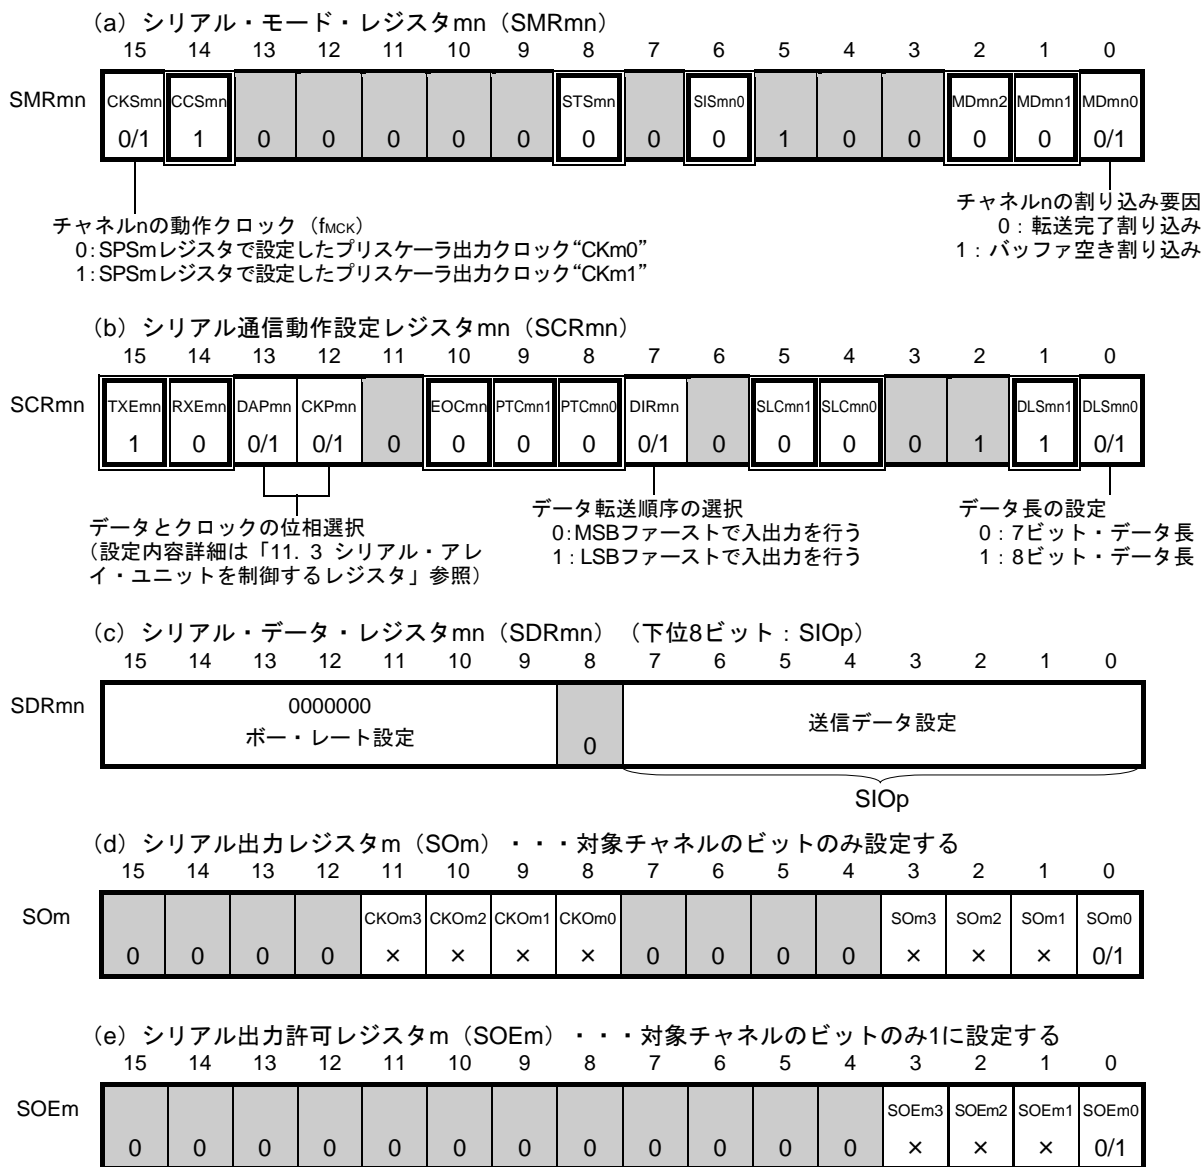 (a) シリアル・モード・レジスタmn（SMRmn）
15 14 13 12 11 10 9 8 7 6 5 4 3 2 1 0
SMRmn CKSmn CCSmn STSmn SISmn0 MDmn2 MDmn1 MDmn0
0/1 1 0 0 0 0 0 0 0 0 1 0 0 0 0 0/1
チャネルnの動作クロック（fMCK）
0：SPSmレジスタで設定したプリスケーラ出力クロック“CKm0”
1：SPSmレジスタで設定したプリスケーラ出力クロック“CKm1”
チャネルnの割り込み要因
0：転送完了割り込み
1：バッファ空き割り込み
(b) シリアル通信動作設定レジスタmn（SCRmn）
15 14 13 12 11 10 9 8 7 6 5 4 3 2 1 0
SCRmn TXEmn RXEmn DAPmn CKPmn EOCmn PTCmn1 PTCmn0 DIRmn SLCmn1 SLCmn0 DLSmn1 DLSmn0
1 0 0/1 0/1 0 0 0 0 0/1 0 0 0 0 1 1 0/1
データとクロックの位相選択
（設定内容詳細は「11. 3 シリアル・アレ
イ・ユニットを制御するレジスタ」参照）
データ転送順序の選択
0：MSBファーストで入出力を行う
1：LSBファーストで入出力を行う
データ長の設定
0：7ビット・データ長
1：8ビット・データ長
(c) シリアル・データ・レジスタmn（SDRmn）（下位8ビット：SIOp）
15 14 13 12 11 10 9 8 7 6 5 4 3 2 1 0
SDRmn 0000000
ボー・レート設定
0
送信データ設定
SIOp
(d) シリアル出力レジスタm（SOm）・・・対象チャネルのビットのみ設定する
15 14 13 12 11 10 9 8 7 6 5 4 3 2 1 0
SOm CKOm3 CKOm2 CKOm1 CKOm0 SOm3 SOm2 SOm1 SOm0
0 0 0 0 × × × × 0 0 0 0 × × × 0/1
(e) シリアル出力許可レジスタm（SOEm）・・・対象チャネルのビットのみ1に設定する
15 14 13 12 11 10 9 8 7 6 5 4 3 2 1 0
SOEm SOEm3 SOEm2 SOEm1 SOEm0
0 0 0 0 0 0 0 0 0 0 0 0 × × × 0/1